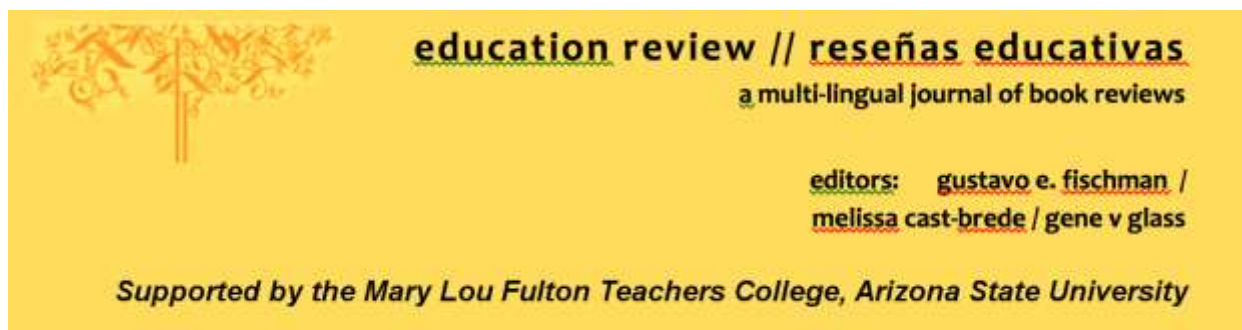 education review // reseñas educativas
a multi-lingual journal of book reviews
editors: gustavo e. fischman /
melissa cast-brede / gene v glass
Supported by the Mary Lou Fulton Teachers College, Arizona State University